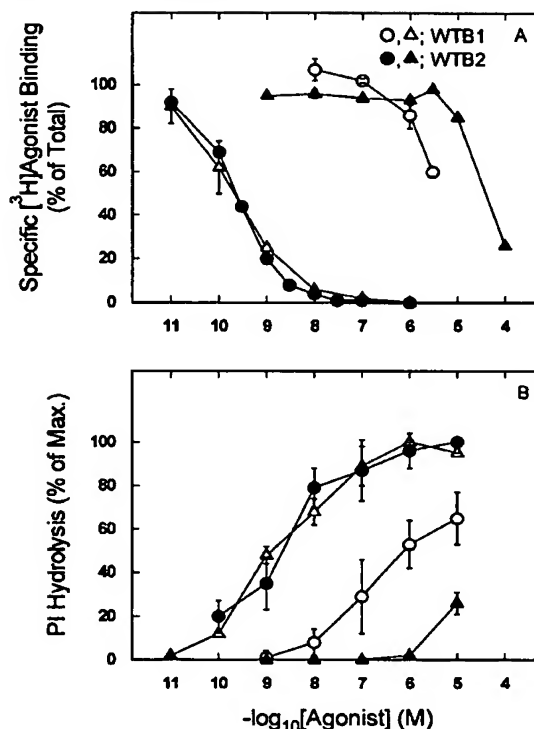 A
○, △; WTB1
●, ▲; WTB2
Specific [³H]Agonist Binding
(% of Total)
100
80
60
40
20
0
11 10 9 8 7 6 5 4
B
PI Hydrolysis (% of Max.)
100
80
60
40
20
0
11 10 9 8 7 6 5 4
-log₁₀[Agonist] (M)